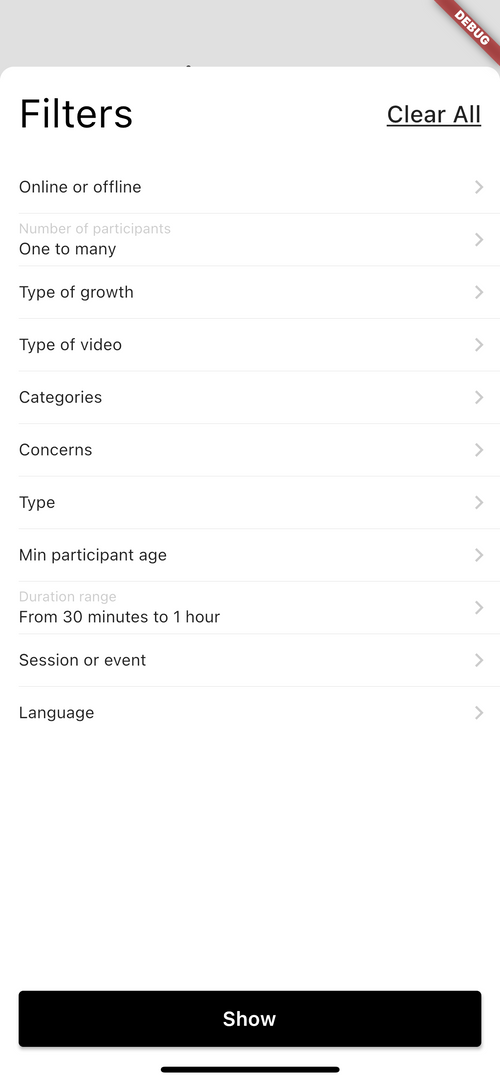 DEBUG
Filters
Clear All
Online or offline
Number of participants
One to many
Type of growth
Type of video
Categories
Concerns
Type
Min participant age
Duration range
From 30 minutes to 1 hour
Session or event
Language
Show